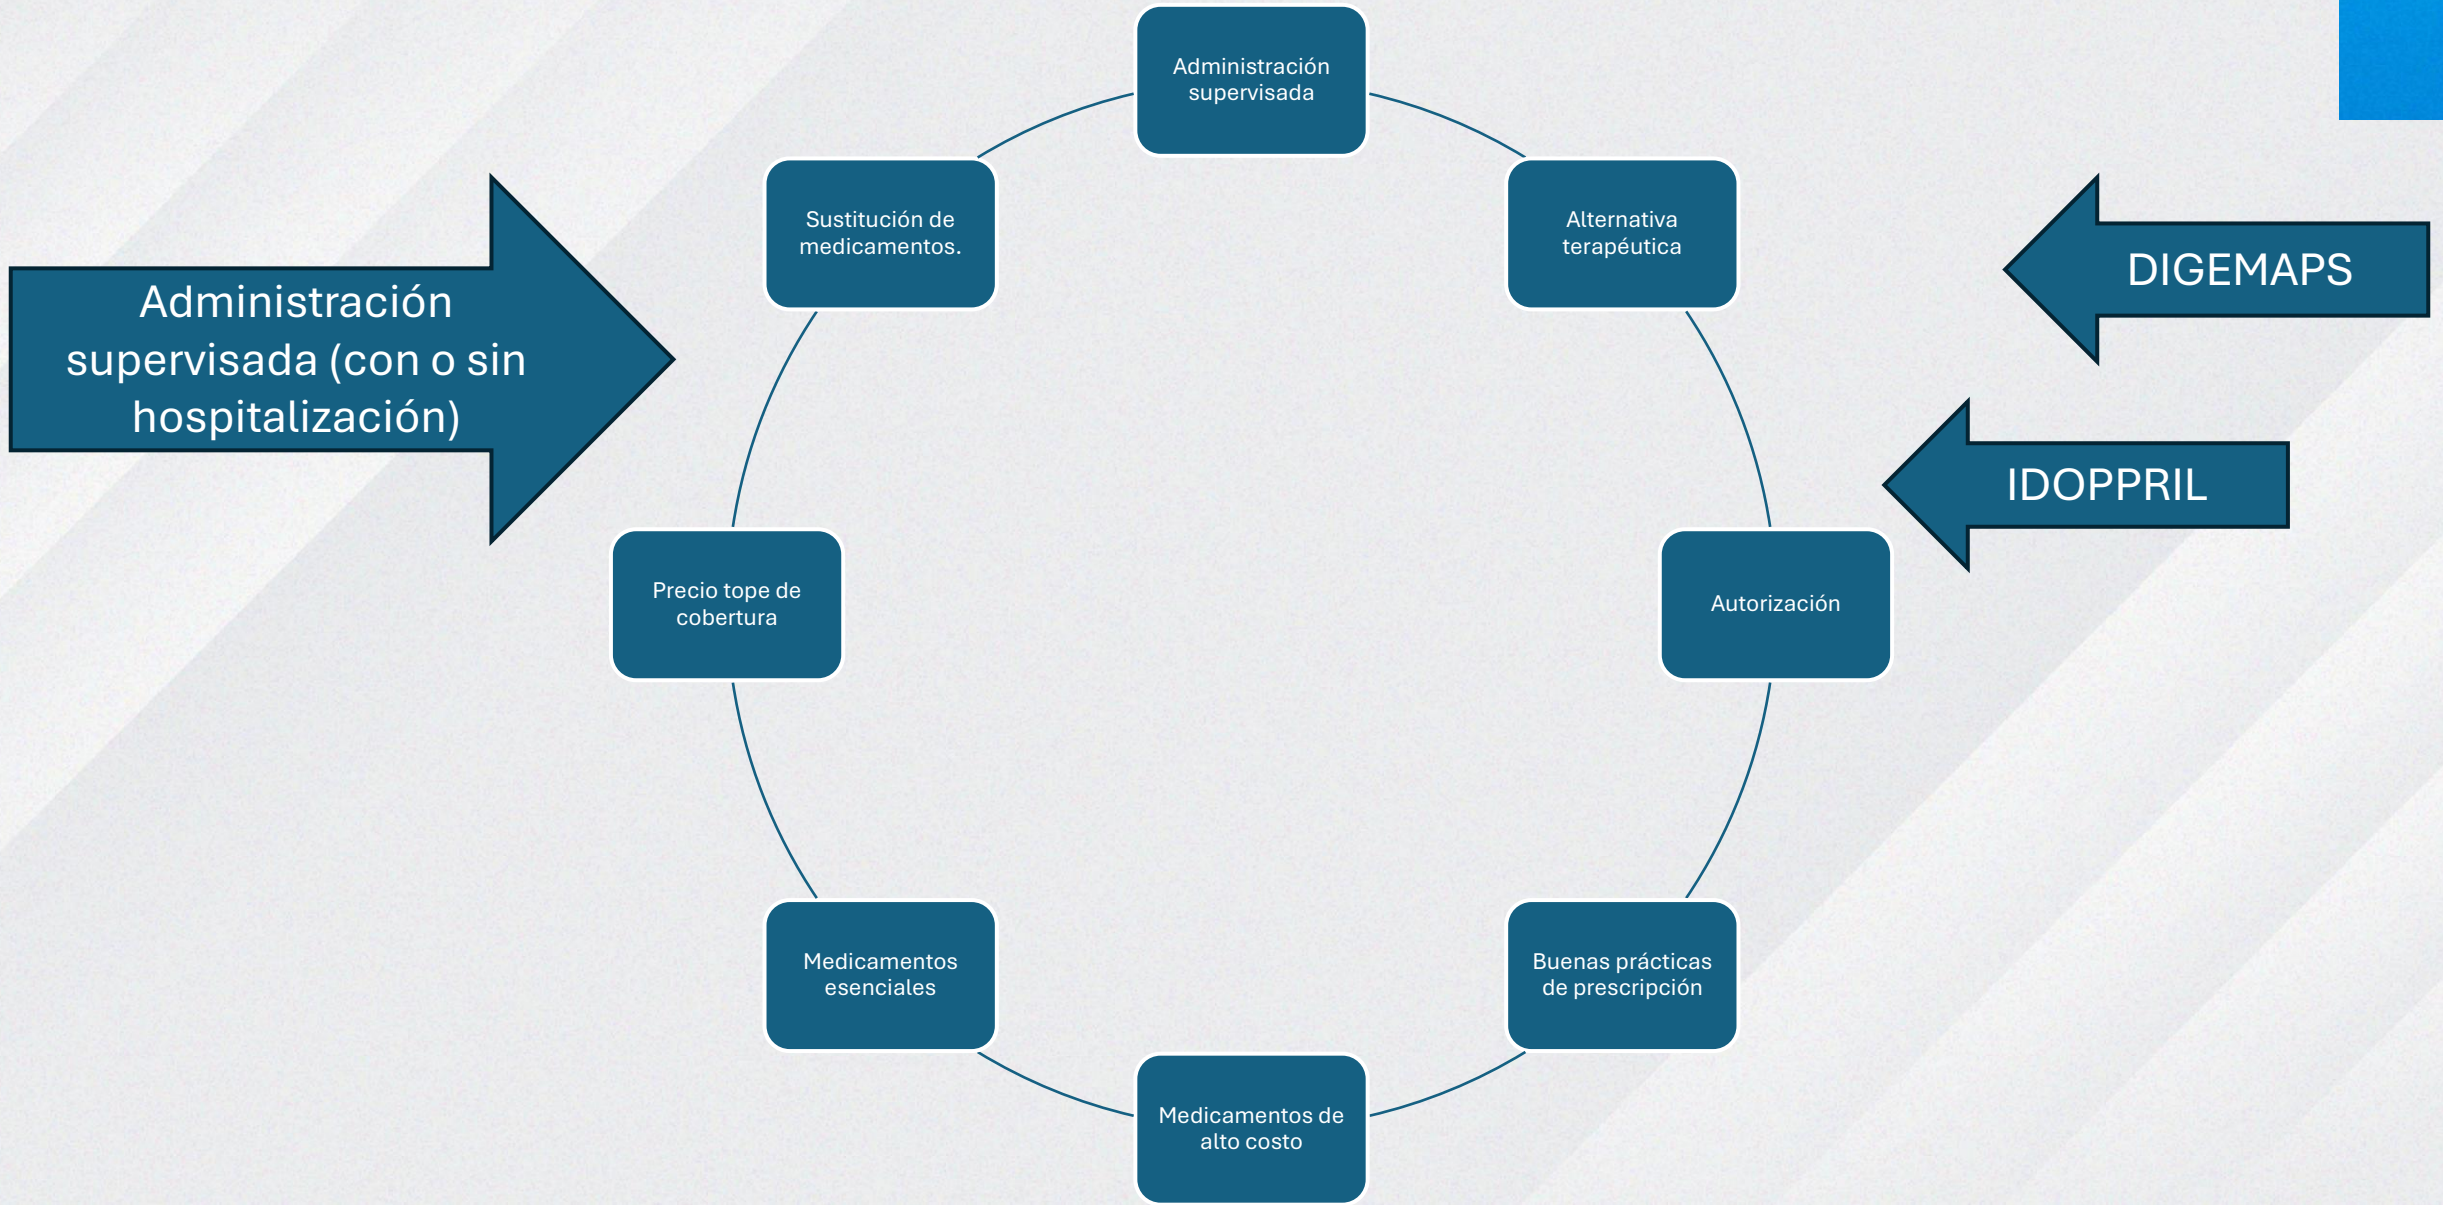 Administración
supervisada
Sustitución de
medicamentos.
Alternativa
terapéutica
Administración
supervisada (con o sin
hospitalización)
DIGEMAPS
IDOPPRIL
Precio tope de
cobertura
Autorización
Medicamentos
esenciales
Buenas prácticas
de prescripción
Medicamentos de
alto costo